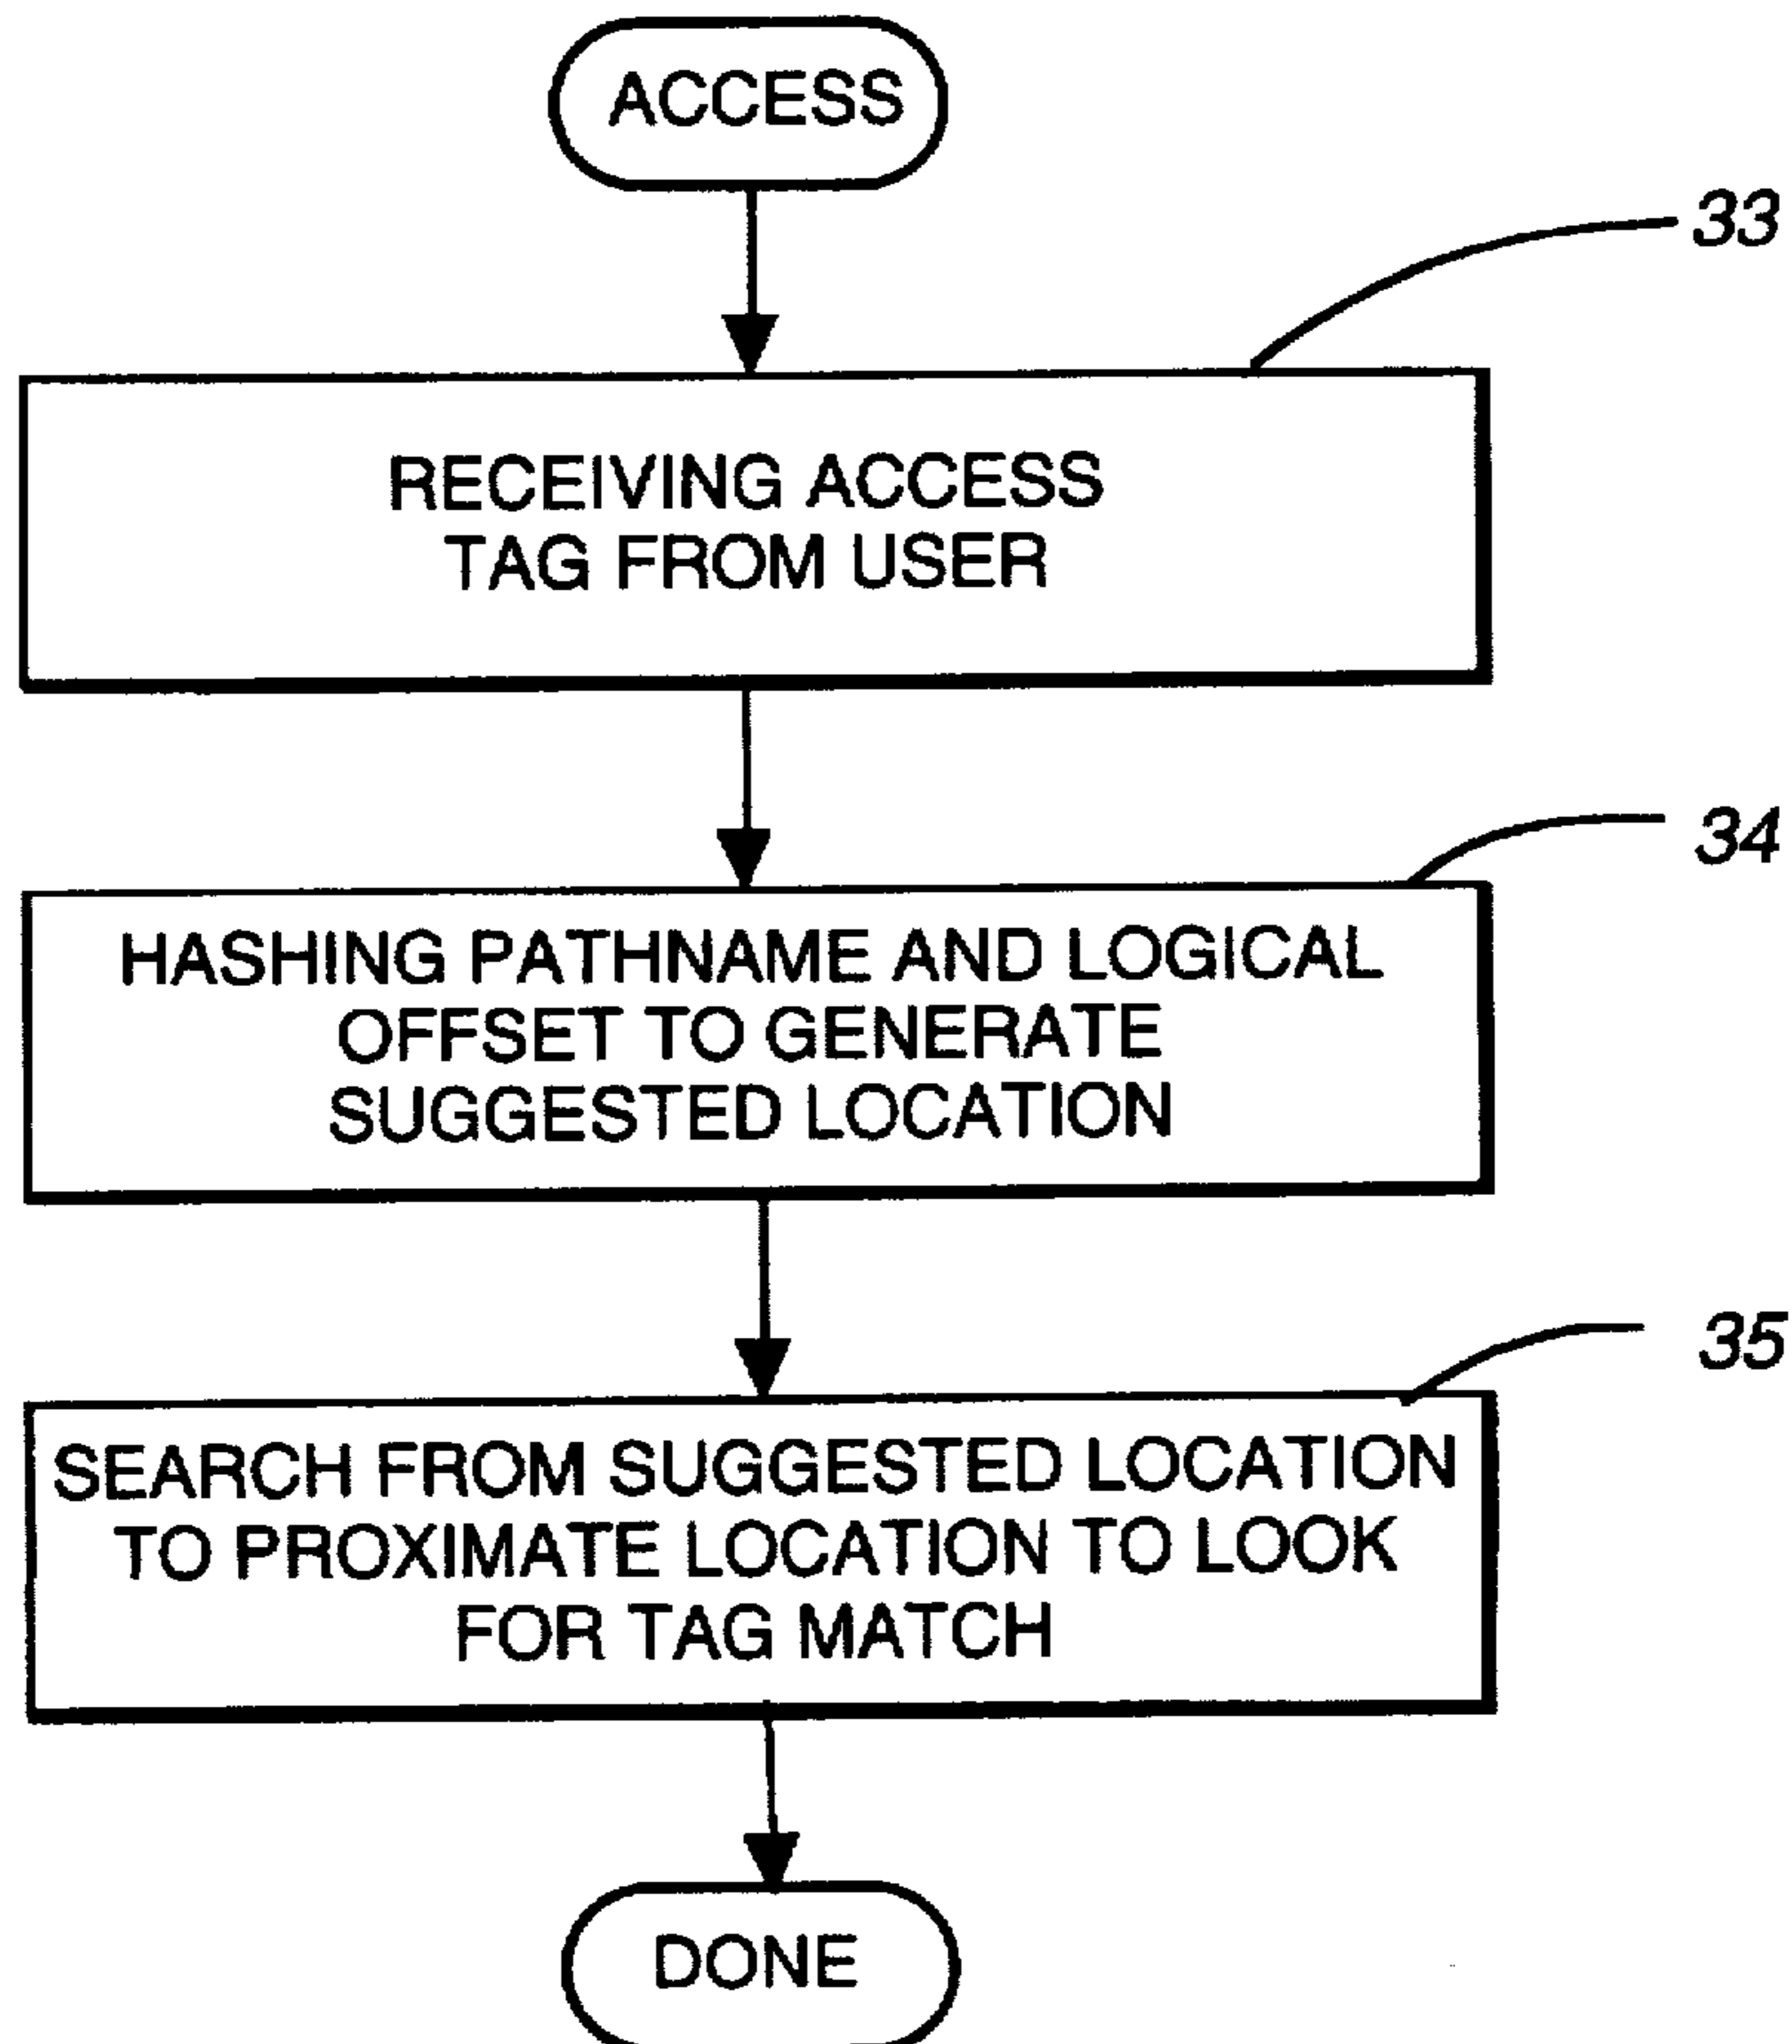 ACCESS
33
RECEIVING ACCESS
TAG FROM USER
34
HASHING PATHNAME AND LOGICAL
OFFSET TO GENERATE
SUGGESTED LOCATION
35
SEARCH FROM SUGGESTED LOCATION
TO PROXIMATE LOCATION TO LOOK
FOR TAG MATCH
DONE